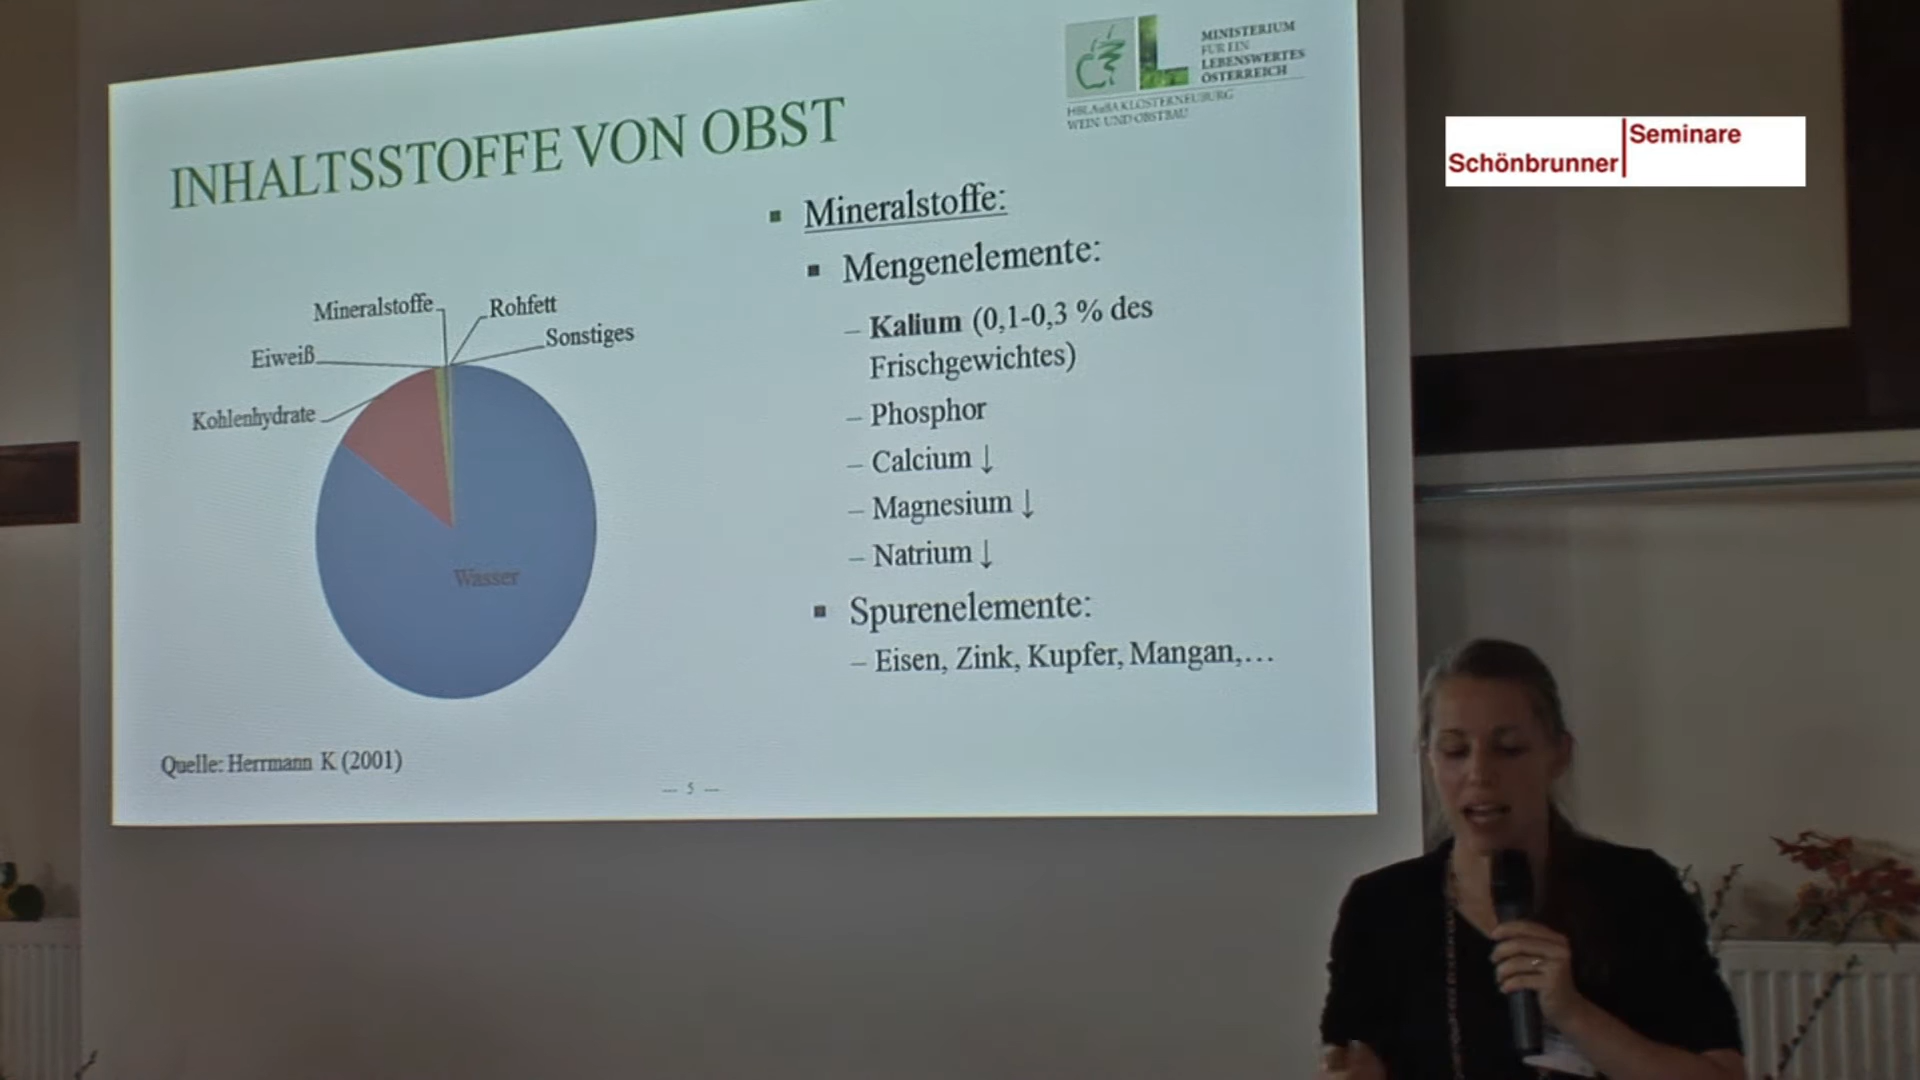 MINISTERIUM
FÜR EIN
LEBENSWERTES
ÖSTERREICH
HBLAuBA KLOSTERNEUBURG
WEIN- UND OBSTBAU
Seminare
Schönbrunner
INHALTSSTOFFE VON OBST
Mineralstoffe
Rohfett
Sonstiges
Eiweiß
Kohlenhydrate
Wasser
Quelle: Herrmann K (2001)
▪ Mineralstoffe:
▪ Mengenelemente:
– Kalium (0,1-0,3 % des
Frischgewichtes)
– Phosphor
– Calcium ↓
– Magnesium ↓
– Natrium ↓
▪ Spurenelemente:
– Eisen, Zink, Kupfer, Mangan,…
— 5 —